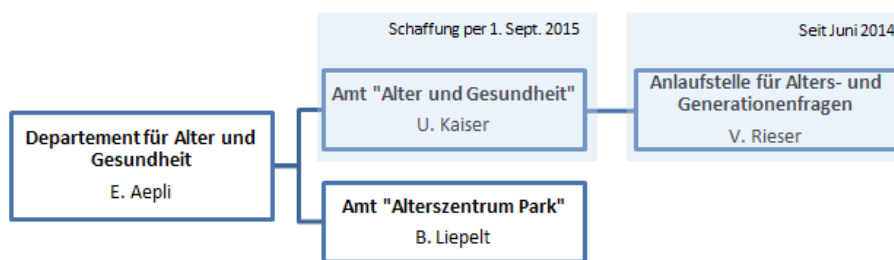 Schaffung per 1. Sept. 2015
Seit Juni 2014
Amt "Alter und Gesundheit"
U. Kaiser
Anlaufstelle für Alters- und
Generationenfragen
V. Rieser
Departement für Alter und
Gesundheit
E. Aepli
Amt "Alterszentrum Park"
B. Liepelt